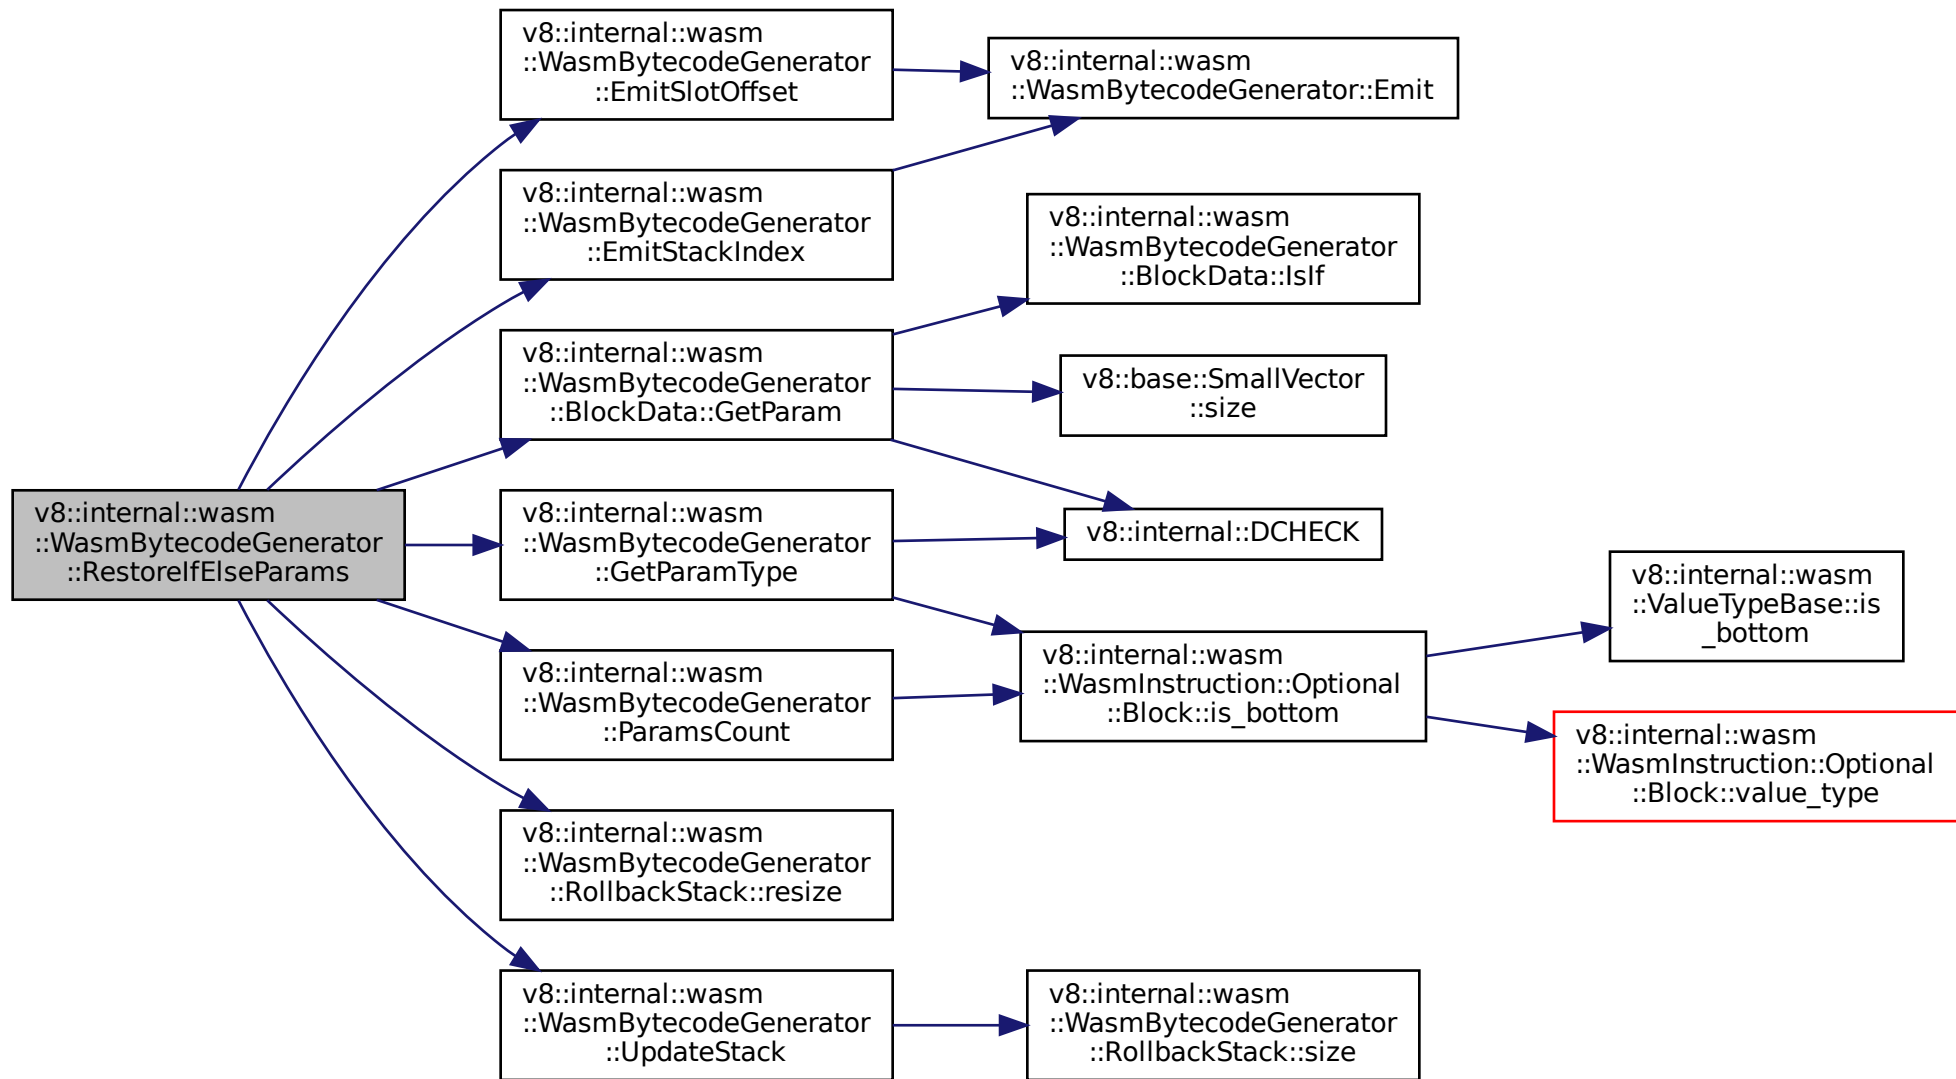 v8::internal::wasm
::WasmBytecodeGenerator
::RestoreIfElseParams
v8::internal::wasm
::WasmBytecodeGenerator
::EmitSlotOffset
v8::internal::wasm
::WasmBytecodeGenerator::Emit
v8::internal::wasm
::WasmBytecodeGenerator
::EmitStackIndex
v8::internal::wasm
::WasmBytecodeGenerator
::BlockData::GetParam
v8::internal::wasm
::WasmBytecodeGenerator
::BlockData::IsIf
v8::base::SmallVector
::size
v8::internal::DCHECK
v8::internal::wasm
::WasmBytecodeGenerator
::GetParamType
v8::internal::wasm
::WasmInstruction::Optional
::Block::is_bottom
v8::internal::wasm
::ValueTypeBase::is
_bottom
v8::internal::wasm
::WasmInstruction::Optional
::Block::value_type
v8::internal::wasm
::WasmBytecodeGenerator
::ParamsCount
v8::internal::wasm
::WasmBytecodeGenerator
::RollbackStack::resize
v8::internal::wasm
::WasmBytecodeGenerator
::UpdateStack
v8::internal::wasm
::WasmBytecodeGenerator
::RollbackStack::size